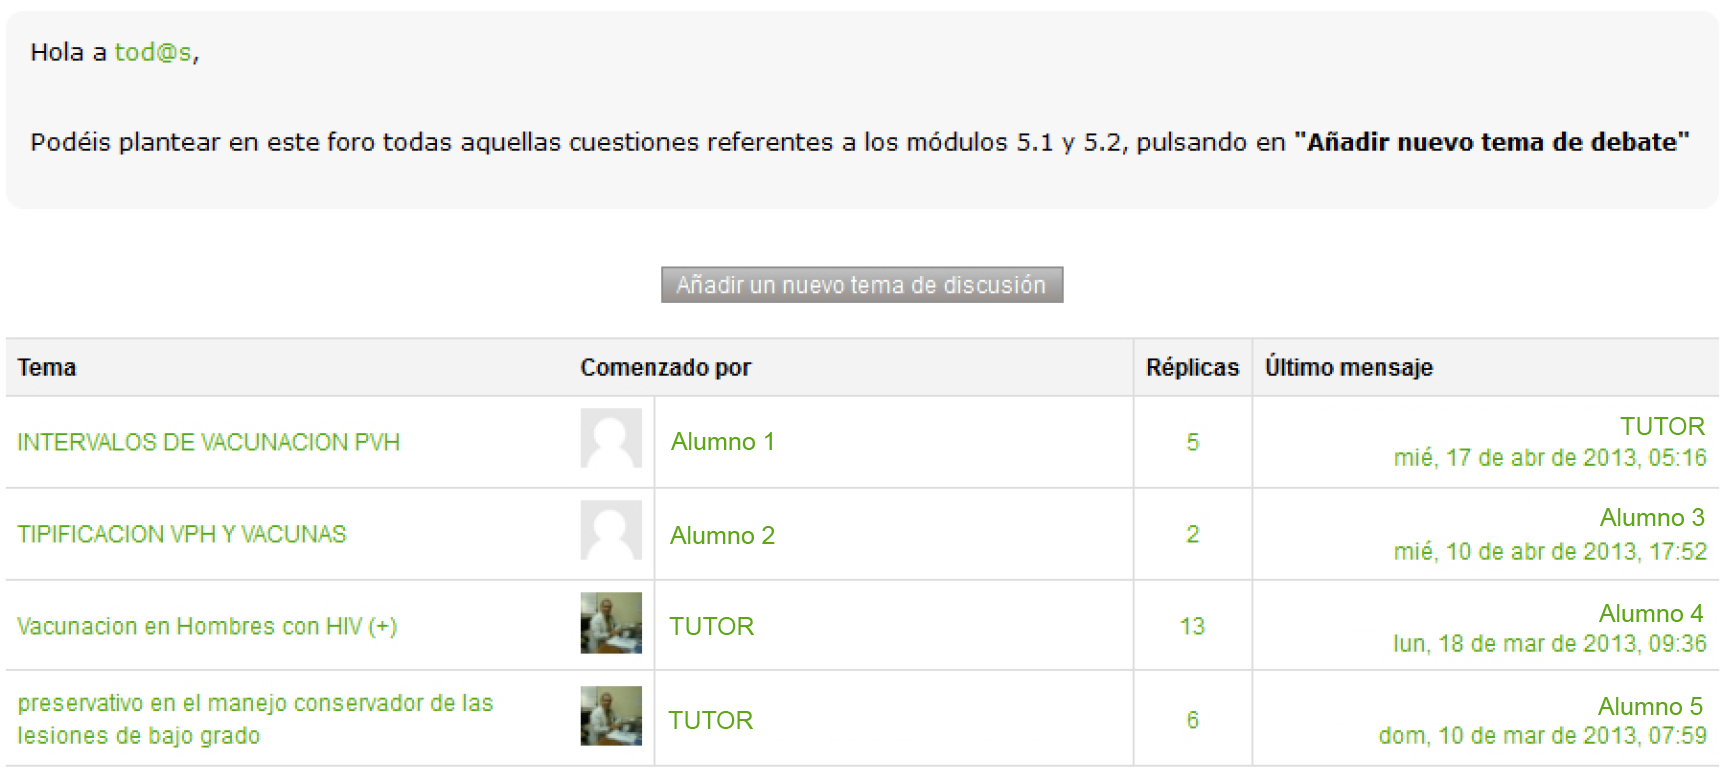 Hola a tod@s,
Podéis plantear en este foro todas aquellas cuestiones referentes a los módulos 5.1 y 5.2, pulsando en "Añadir nuevo tema de debate"
Añadir un nuevo tema de discusión
Tema Comenzado por Réplicas Último mensaje
INTERVALOS DE VACUNACION PVH Alumno 1 5 TUTOR
mié, 17 de abr de 2013, 05:16
TIPIFICACION VPH Y VACUNAS Alumno 2 2 Alumno 3
mié, 10 de abr de 2013, 17:52
Vacunacion en Hombres con HIV (+) TUTOR 13 Alumno 4
lun, 18 de mar de 2013, 09:36
preservativo en el manejo conservador de las
lesiones de bajo grado TUTOR 6 Alumno 5
dom, 10 de mar de 2013, 07:59